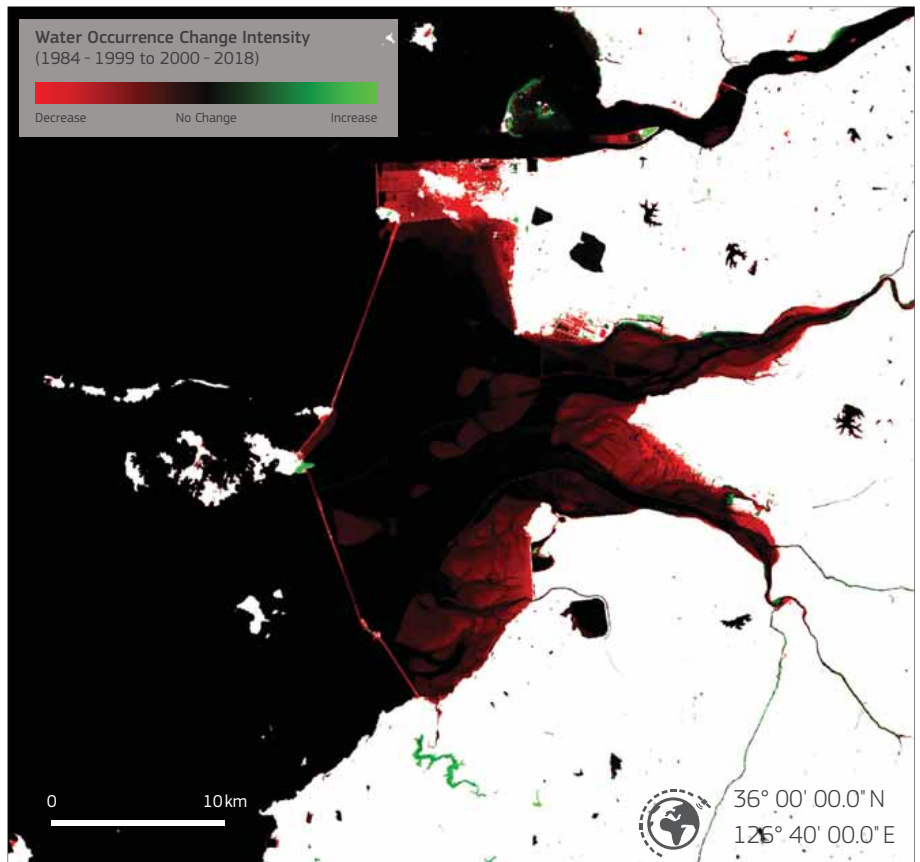 Water Occurrence Change Intensity
(1984 - 1999 to 2000 - 2018)
Decrease No Change Increase
0 10 km
36° 00' 00.0" N
126° 40' 00.0" E